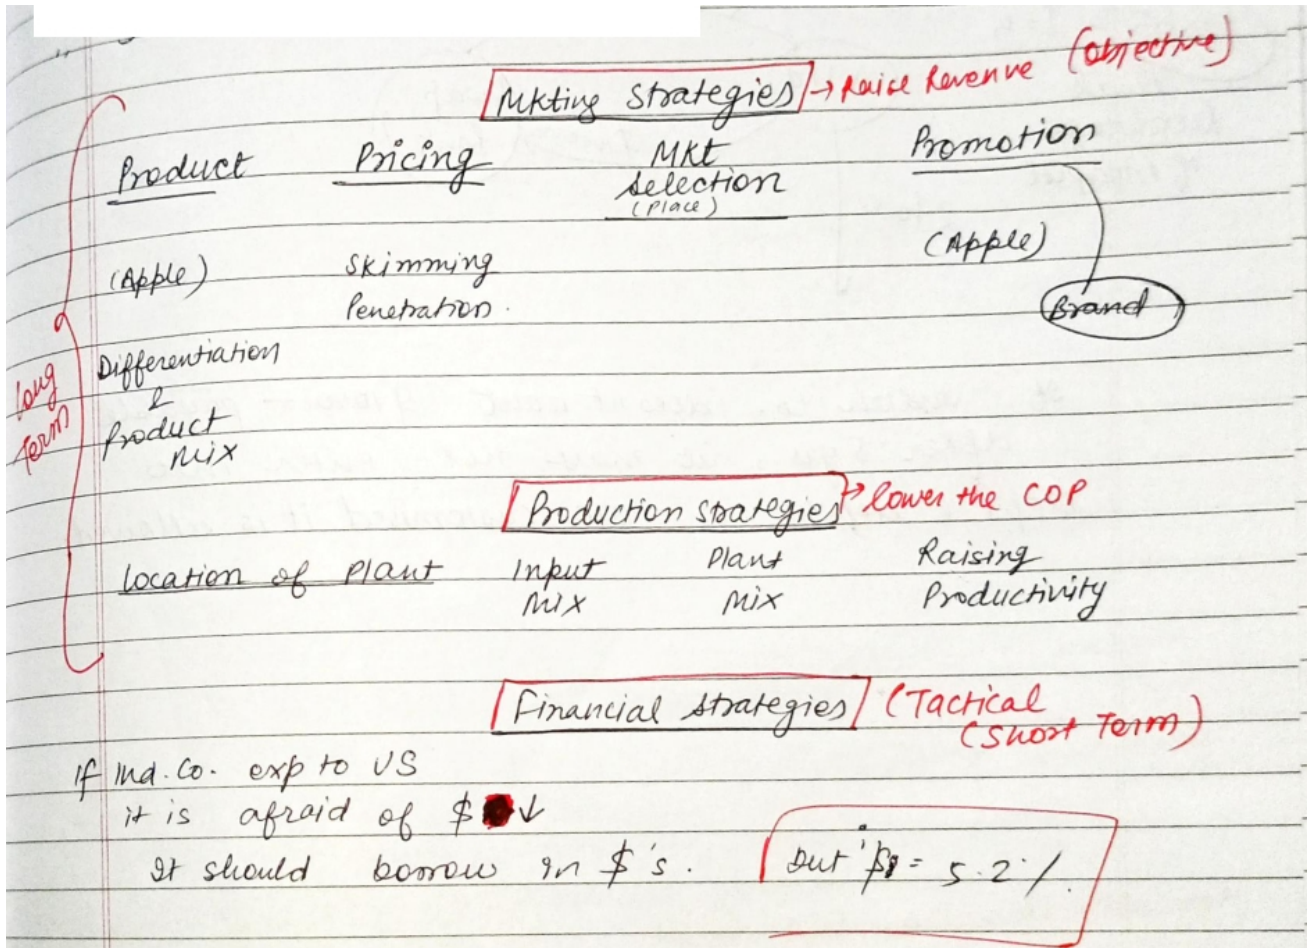 Mkting Strategies → Raise Revenue (Objective)
Product Pricing Mkt Selection (Place) Promotion
(Apple) Skimming Penetration. (Apple) Brand
Differentiation
&
Product
Mix
Long Term
Production Strategies → lower the COP
Location of Plant Input Mix Plant Mix Raising Productivity
Financial Strategies (Tactical
(Short Term)
If Ind. Co. exp to US
it is afraid of $ ↓
It should borrow in $'s.
But i$ = 5.2%.